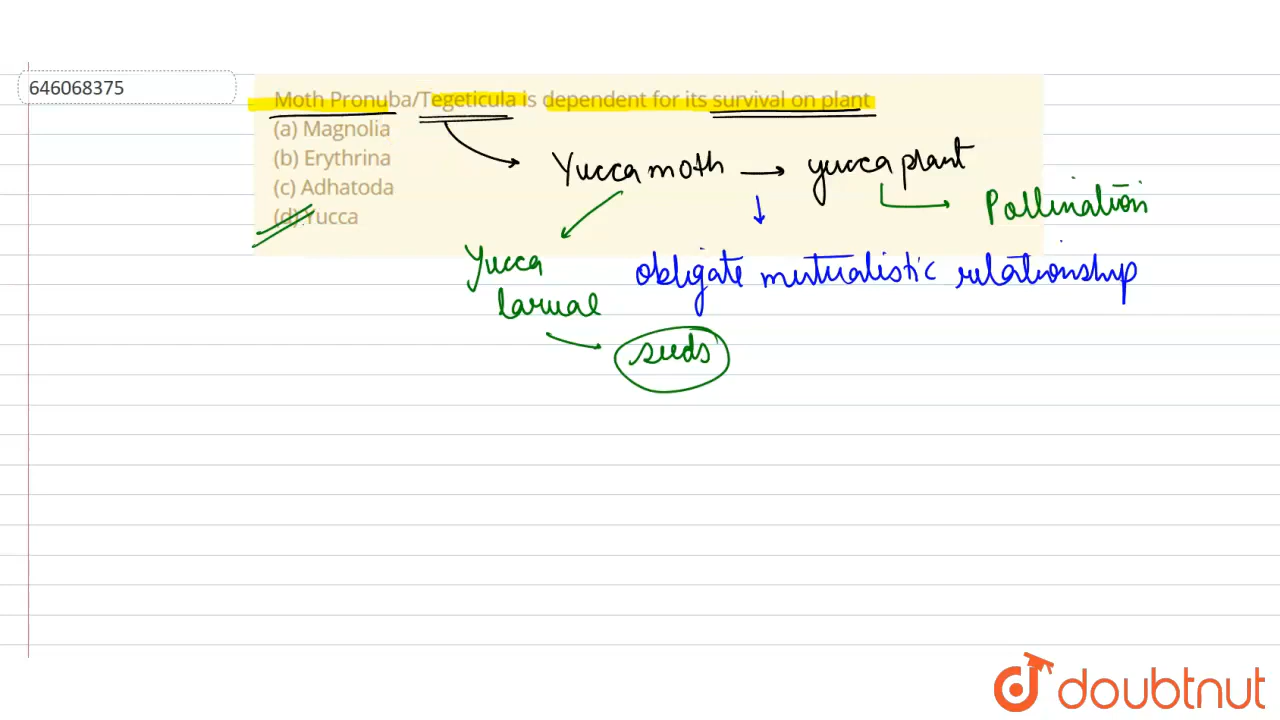 646068375
Moth Pronuba/Tegeticula is dependent for its survival on plant
(a) Magnolia
(b) Erythrina
(c) Adhatoda
(d) Yucca
Yucca moth → yucca plant
Pollination
Yucca larvae
obligate mutualistic relationship
seeds
doubtnut